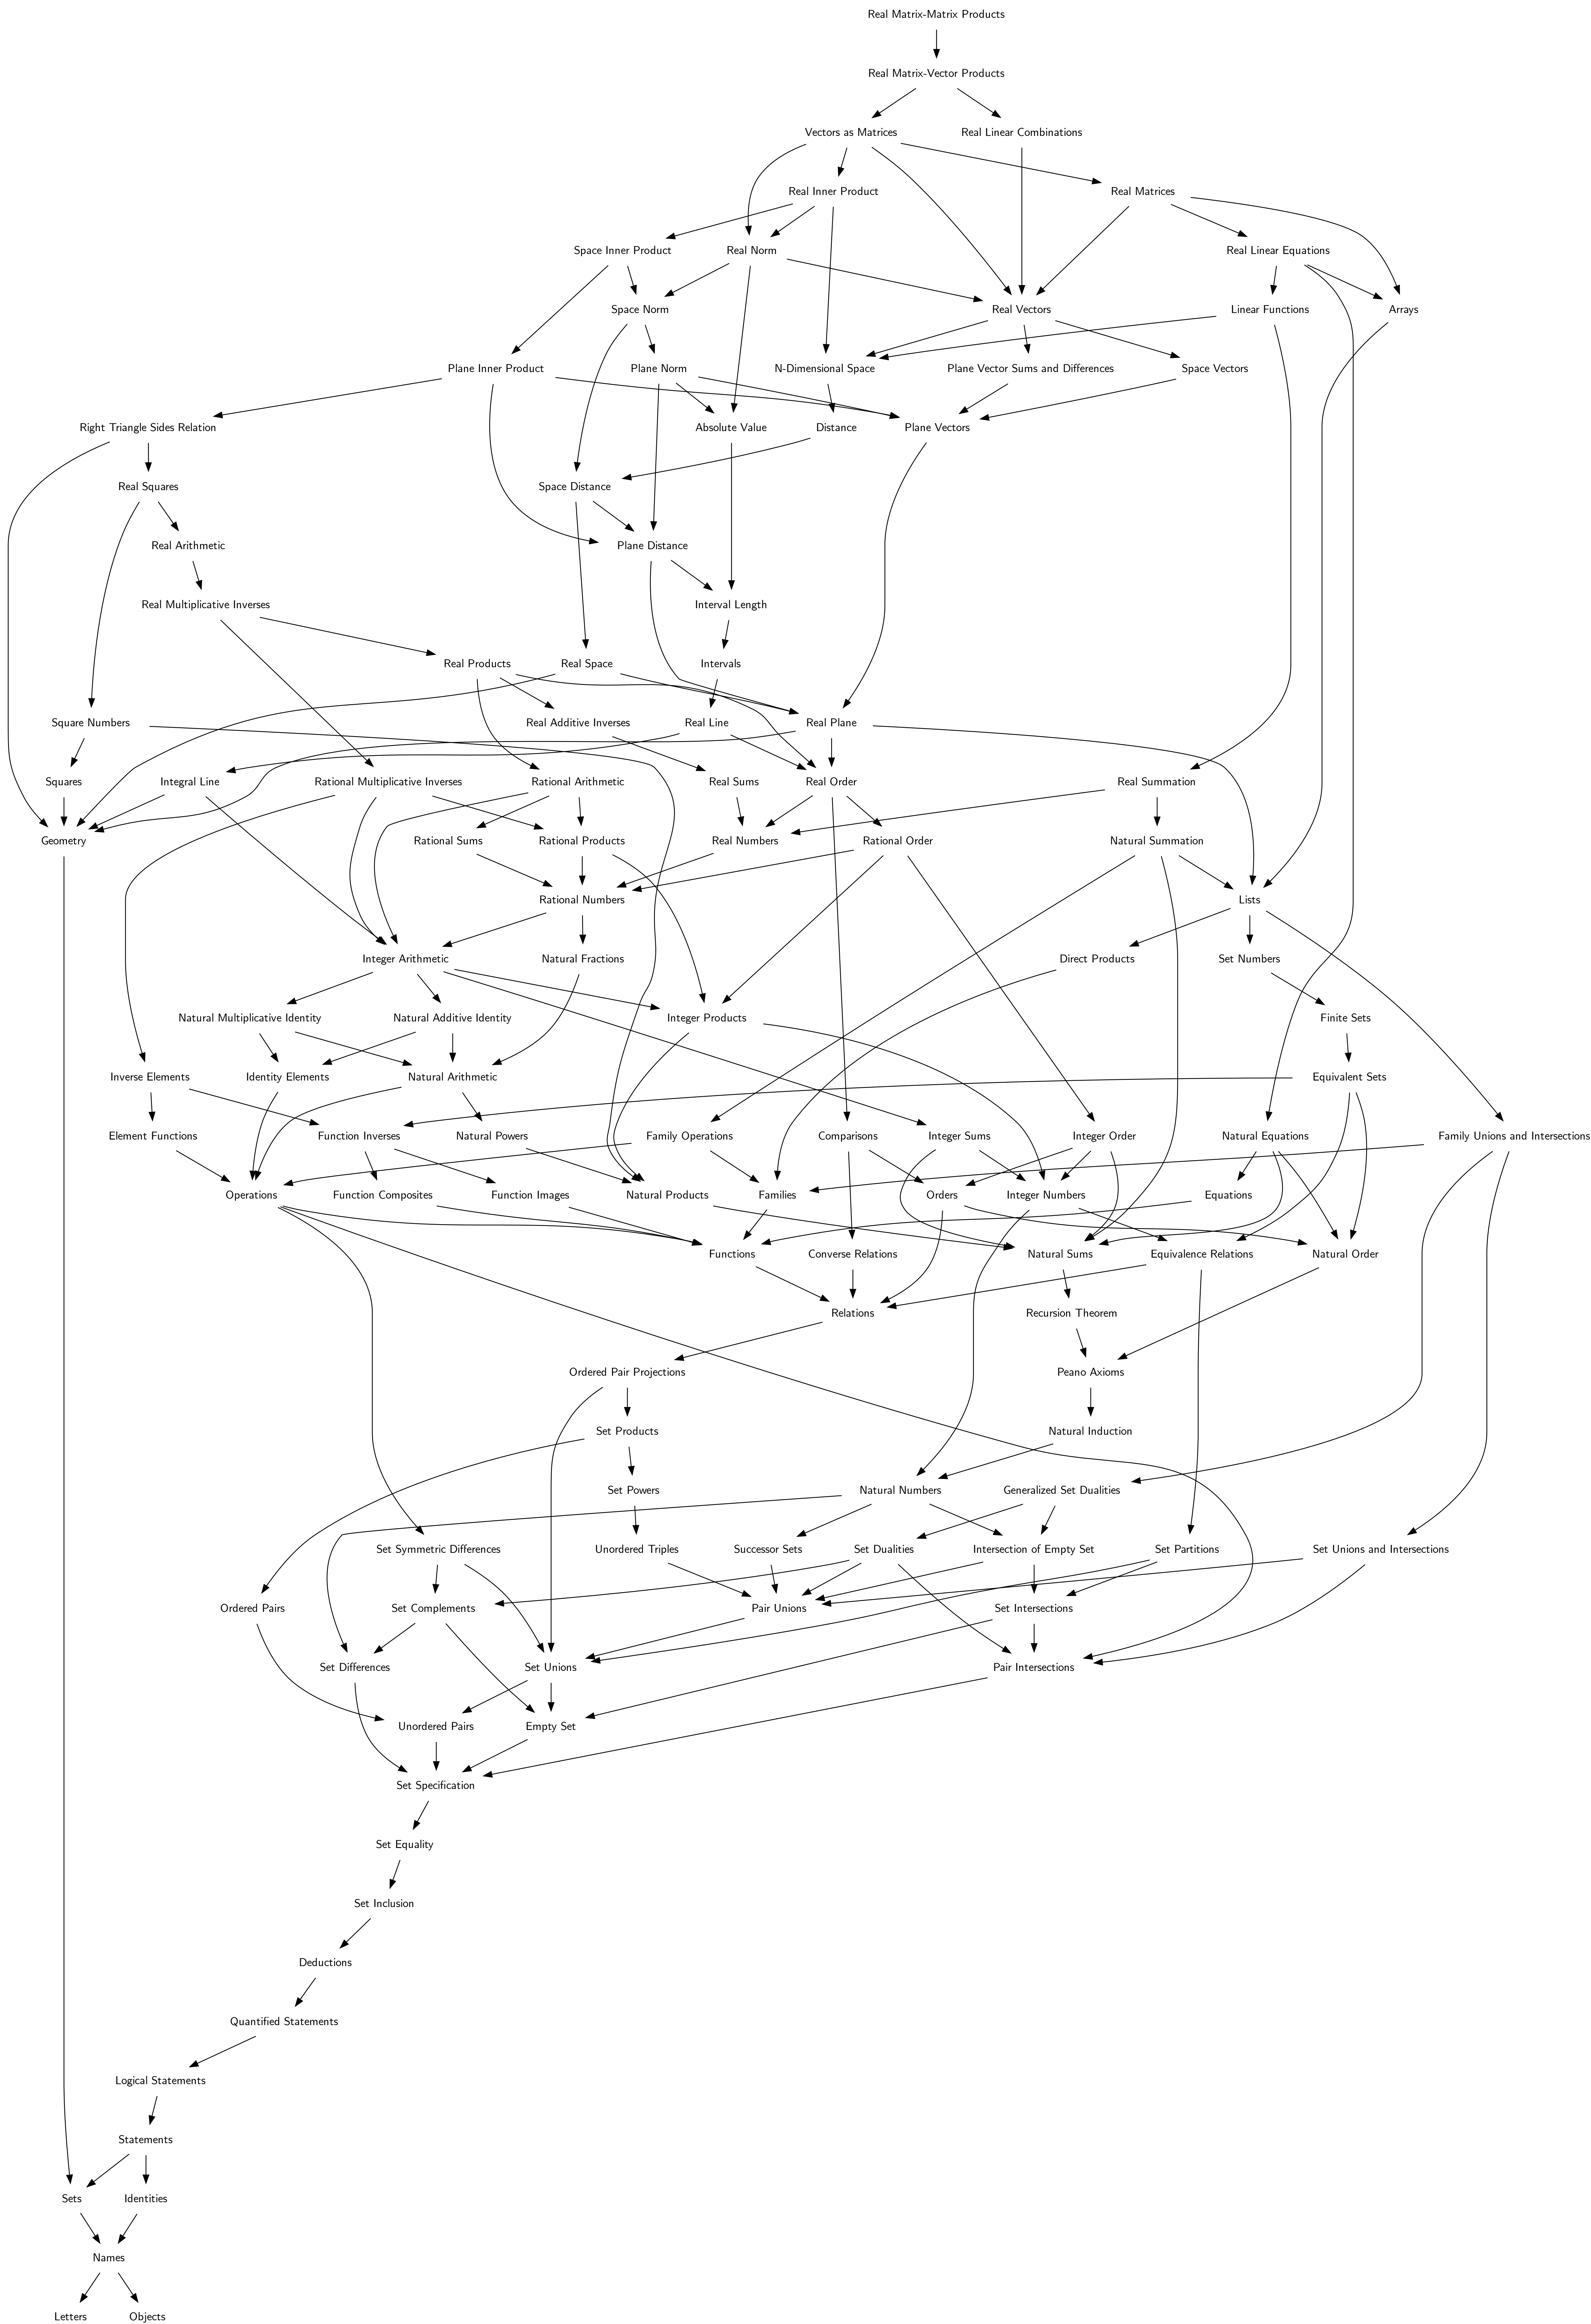 Real Matrix-Matrix Products
Real Matrix-Vector Products
Vectors as Matrices
Real Linear Combinations
Real Inner Product
Real Matrices
Space Inner Product
Real Norm
Real Linear Equations
Space Norm
Real Vectors
Linear Functions
Arrays
Plane Inner Product
Plane Norm
N-Dimensional Space
Plane Vector Sums and Differences
Space Vectors
Right Triangle Sides Relation
Absolute Value
Distance
Plane Vectors
Real Squares
Space Distance
Real Arithmetic
Plane Distance
Real Multiplicative Inverses
Interval Length
Real Products
Real Space
Intervals
Square Numbers
Real Additive Inverses
Real Line
Real Plane
Squares
Integral Line
Rational Multiplicative Inverses
Rational Arithmetic
Real Sums
Real Order
Real Summation
Geometry
Rational Sums
Rational Products
Real Numbers
Rational Order
Natural Summation
Rational Numbers
Lists
Integer Arithmetic
Natural Fractions
Direct Products
Set Numbers
Natural Multiplicative Identity
Natural Additive Identity
Integer Products
Finite Sets
Inverse Elements
Identity Elements
Natural Arithmetic
Equivalent Sets
Element Functions
Function Inverses
Natural Powers
Family Operations
Comparisons
Integer Sums
Integer Order
Natural Equations
Family Unions and Intersections
Operations
Function Composites
Function Images
Natural Products
Families
Orders
Integer Numbers
Equations
Functions
Converse Relations
Natural Sums
Equivalence Relations
Natural Order
Relations
Recursion Theorem
Ordered Pair Projections
Peano Axioms
Set Products
Natural Induction
Set Powers
Natural Numbers
Generalized Set Dualities
Set Symmetric Differences
Unordered Triples
Successor Sets
Set Dualities
Intersection of Empty Set
Set Partitions
Set Unions and Intersections
Ordered Pairs
Set Complements
Pair Unions
Set Intersections
Set Differences
Set Unions
Pair Intersections
Unordered Pairs
Empty Set
Set Specification
Set Equality
Set Inclusion
Deductions
Quantified Statements
Logical Statements
Statements
Sets
Identities
Names
Letters
Objects